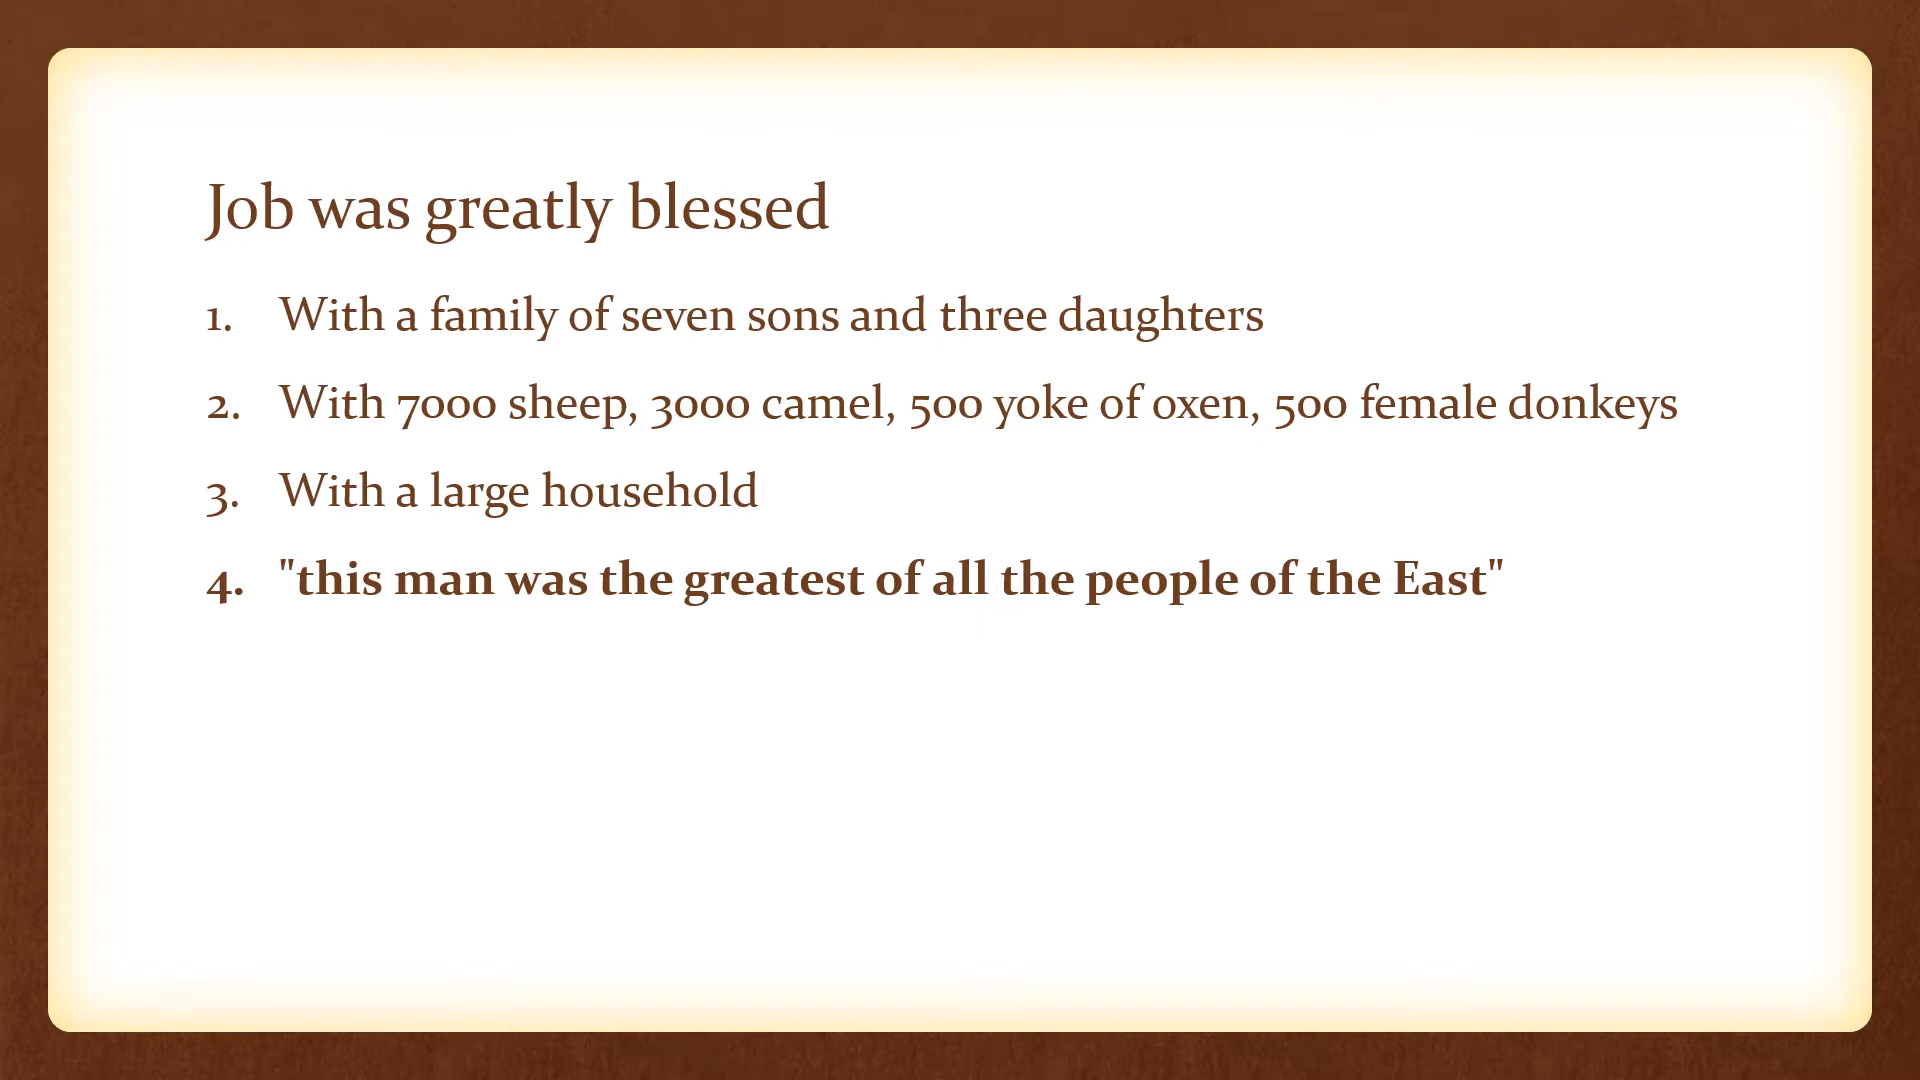 Job was greatly blessed
1. With a family of seven sons and three daughters
2. With 7000 sheep, 3000 camel, 500 yoke of oxen, 500 female donkeys
3. With a large household
4. "this man was the greatest of all the people of the East"